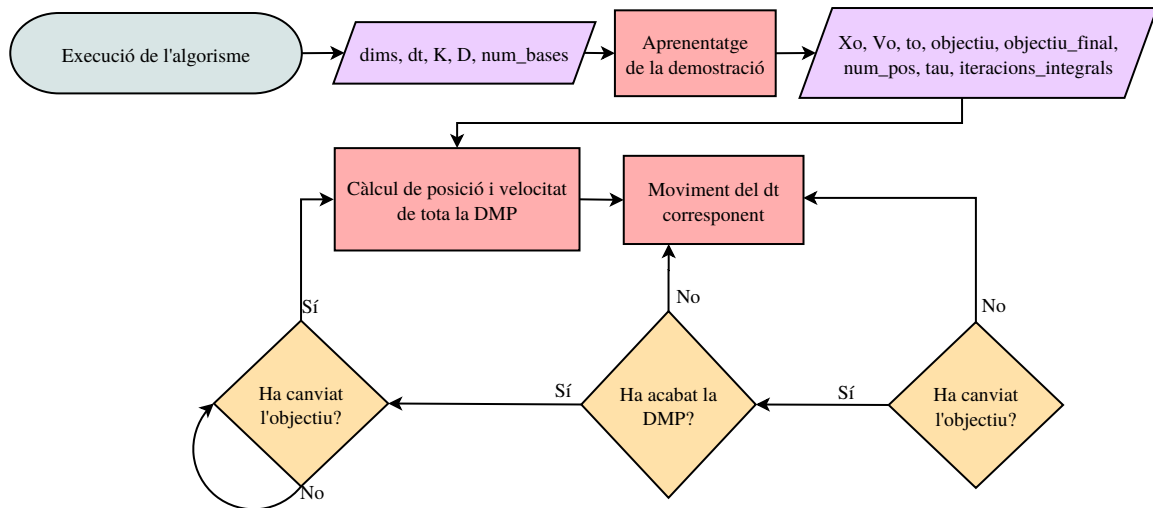 Execució de l'algorisme
dims, dt, K, D, num_bases
Aprenentatge
de la demostració
Xo, Vo, to, objectiu, objectiu_final,
num_pos, tau, iteracions_integrals
Càlcul de posició i velocitat
de tota la DMP
Moviment del dt
corresponent
Sí
No
No
Ha canviat
l'objectiu?
Sí
Ha acabat la
DMP?
Sí
Ha canviat
l'objectiu?
No